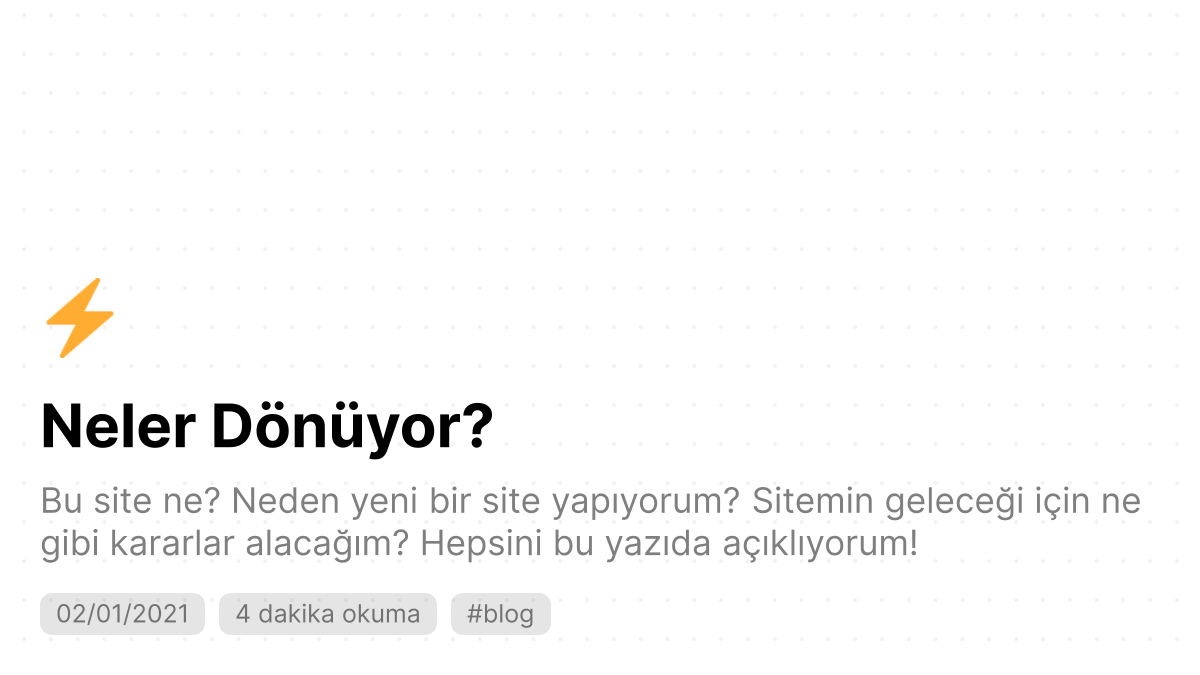 Neler Dönüyor?
Bu site ne? Neden yeni bir site yapıyorum? Sitemin geleceği için ne
gibi kararlar alacağım? Hepsini bu yazıda açıklıyorum!
02/01/2021 4 dakika okuma #blog